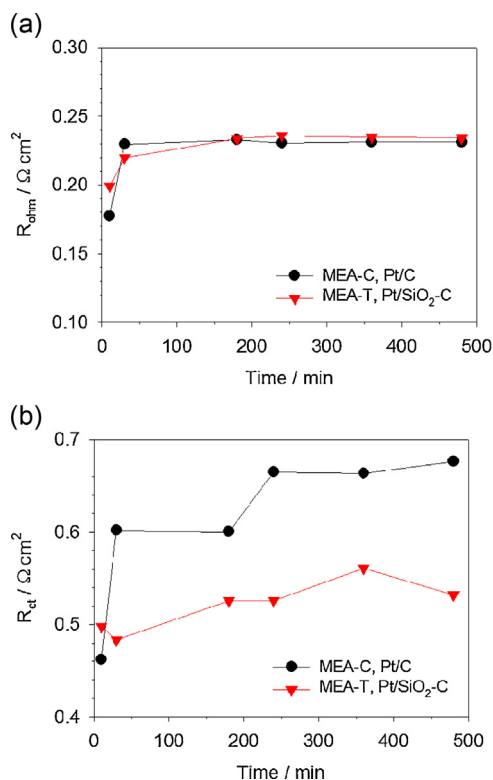 (a)
0.30
0.25
0.20
0.15
0.10
R_ohm / Ω cm²
MEA-C, Pt/C
MEA-T, Pt/SiO₂-C
0 100 200 300 400 500
Time / min
(b)
0.7
0.6
0.5
0.4
R_ct / Ω cm²
MEA-C, Pt/C
MEA-T, Pt/SiO₂-C
0 100 200 300 400 500
Time / min